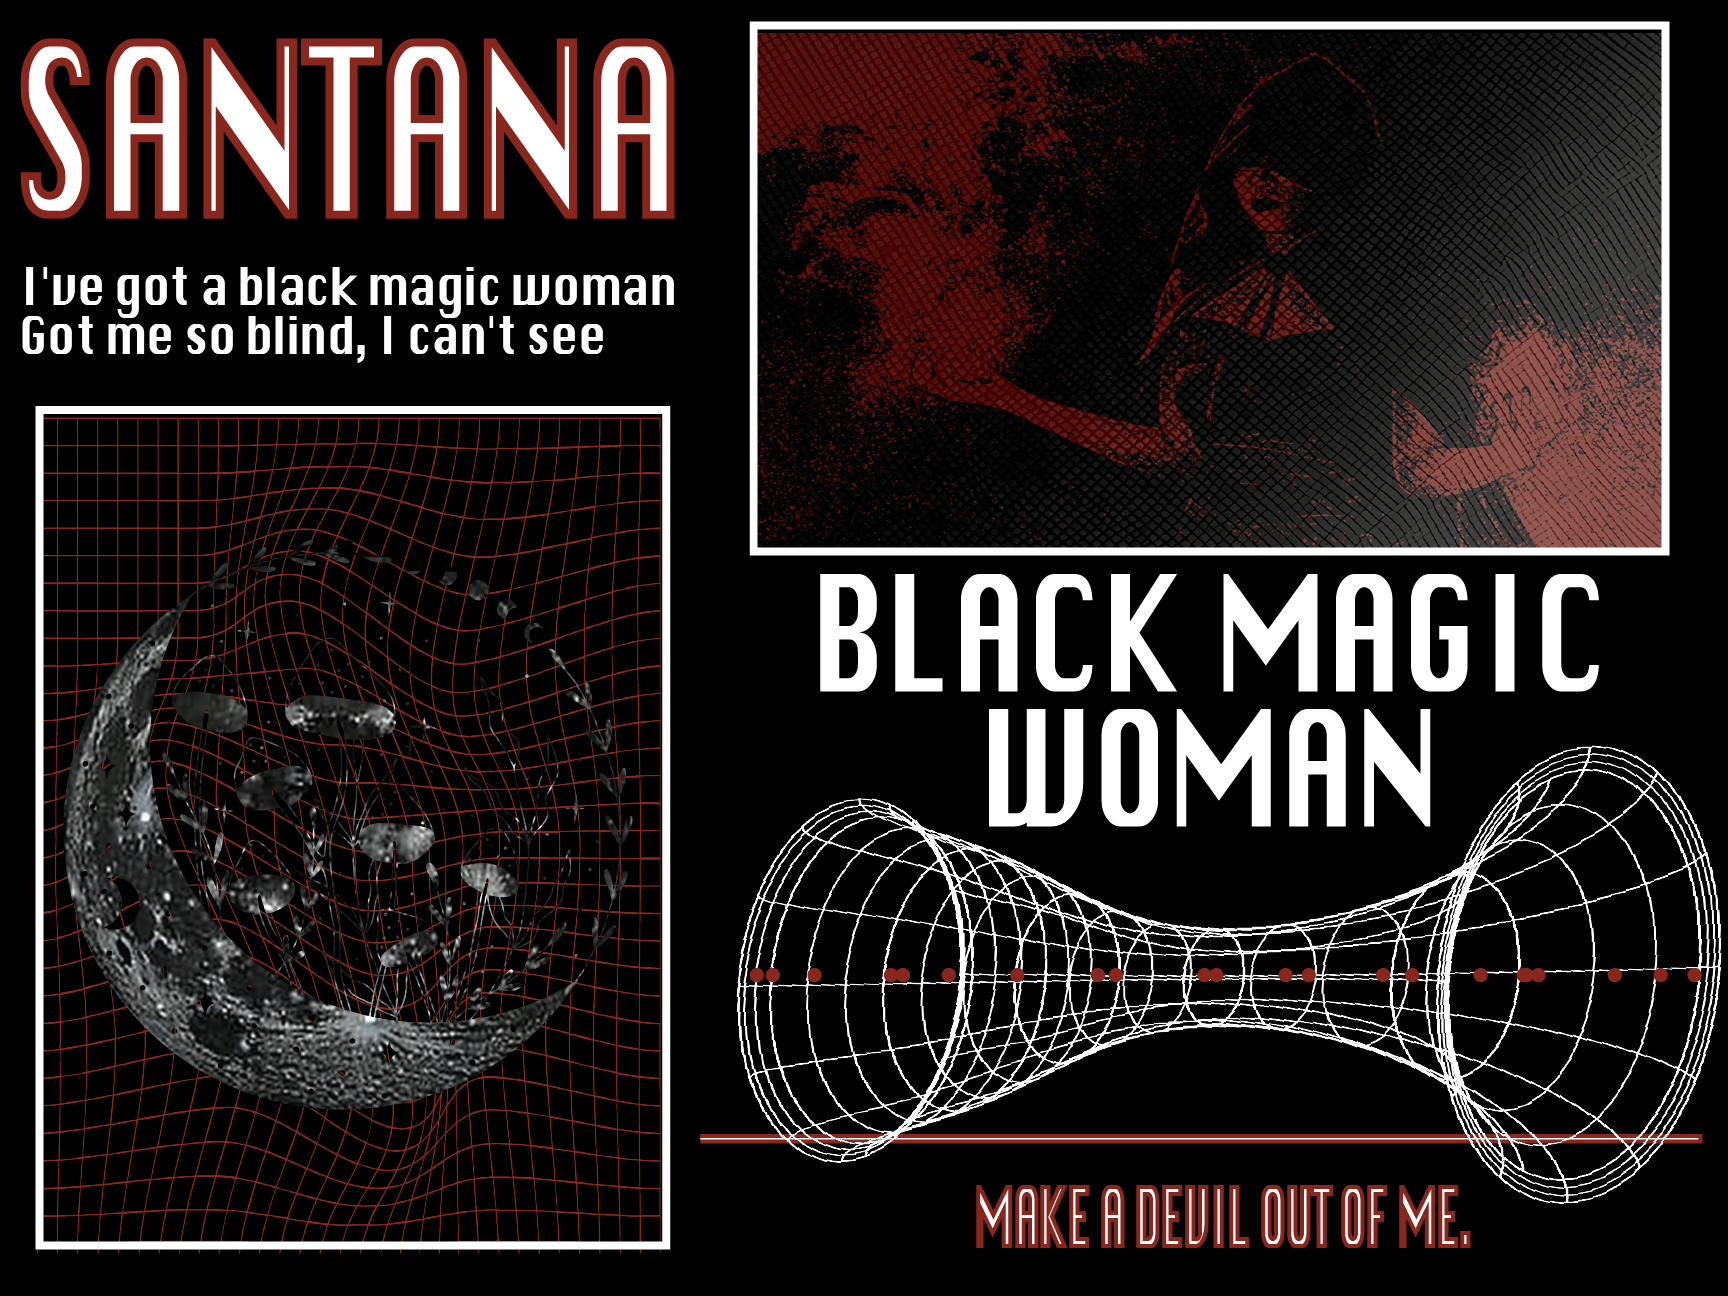 SANTANA
I've got a black magic woman
Got me so blind, I can't see
BLACK MAGIC
WOMAN
MAKE A DEVIL OUT OF ME.